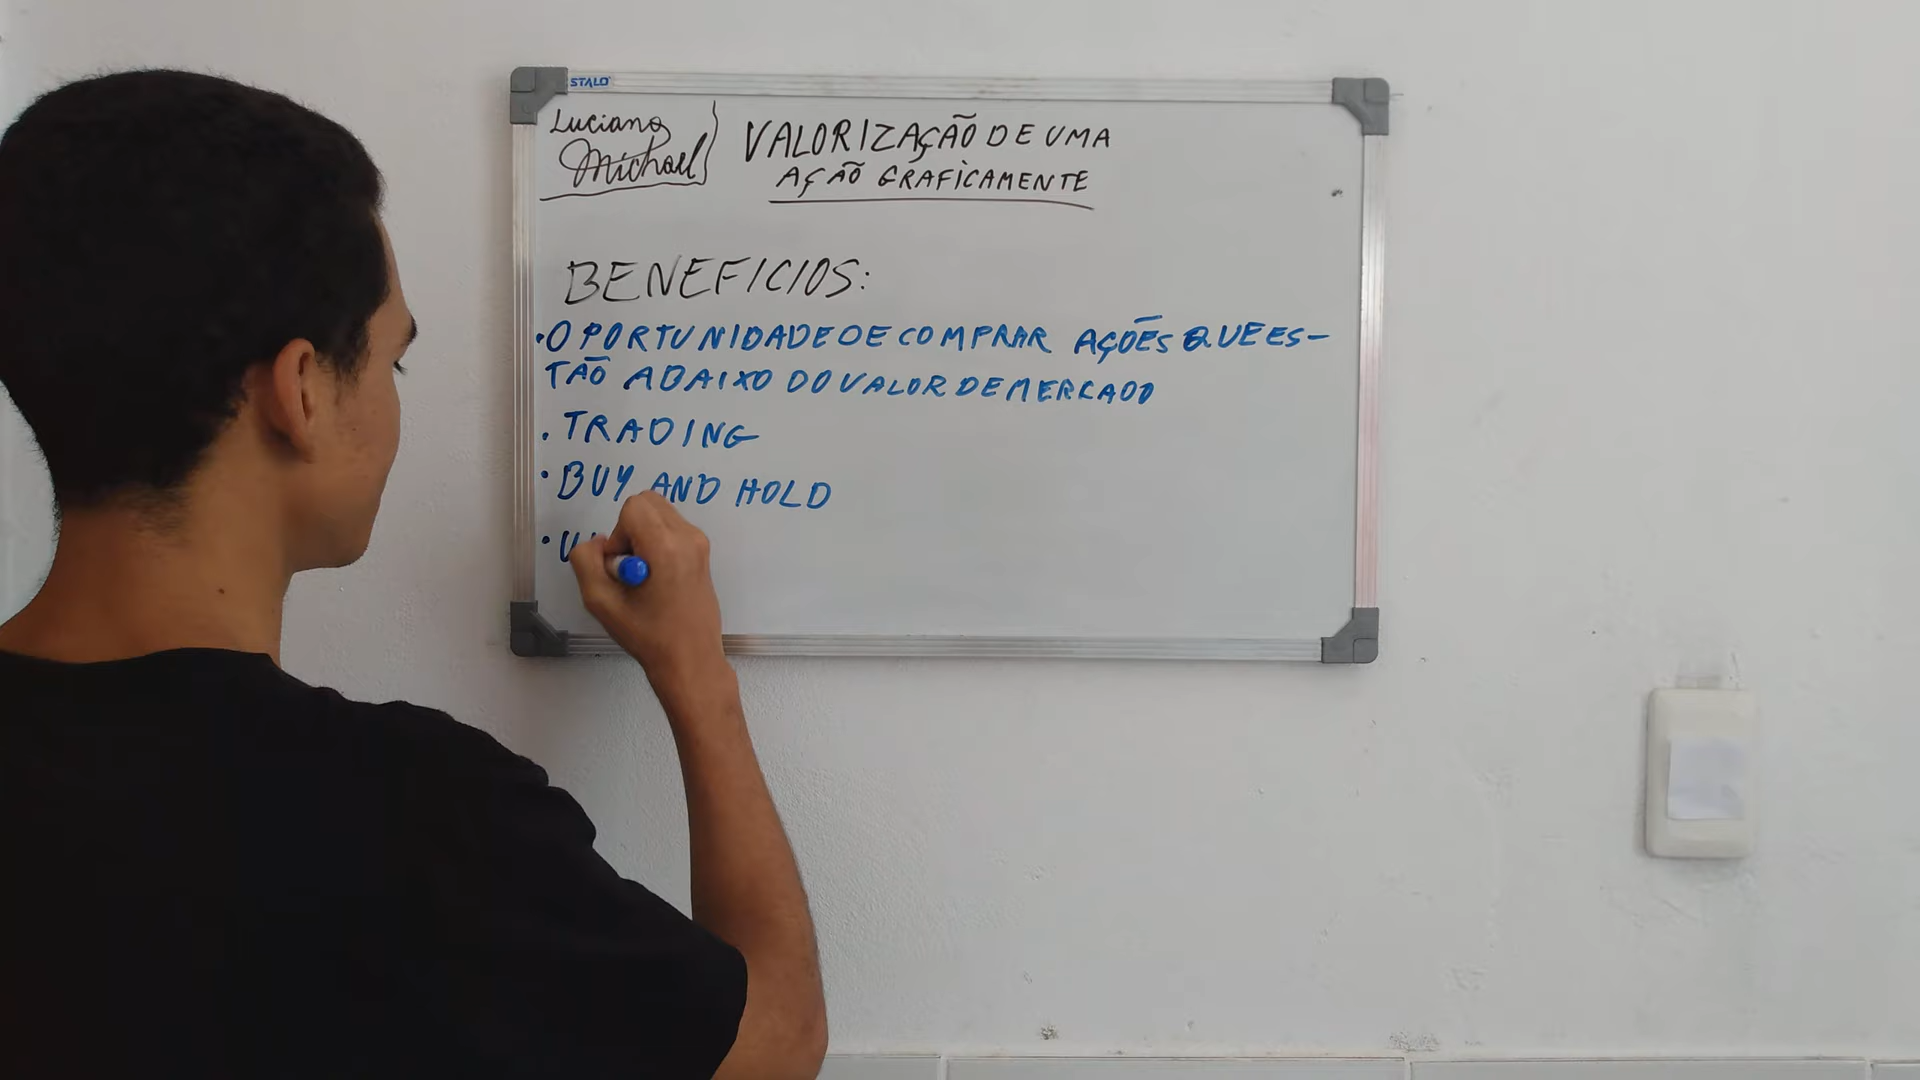 STALO
Luciano
Michael
VALORIZAÇÃO DE UMA
AÇÃO GRAFICAMENTE
BENEFICIOS:
• OPORTUNIDADE DE COMPRAR AÇÕES QUE ES-
TÃO ABAIXO DO VALOR DE MERCADO
• TRADING
• BUY AND HOLD